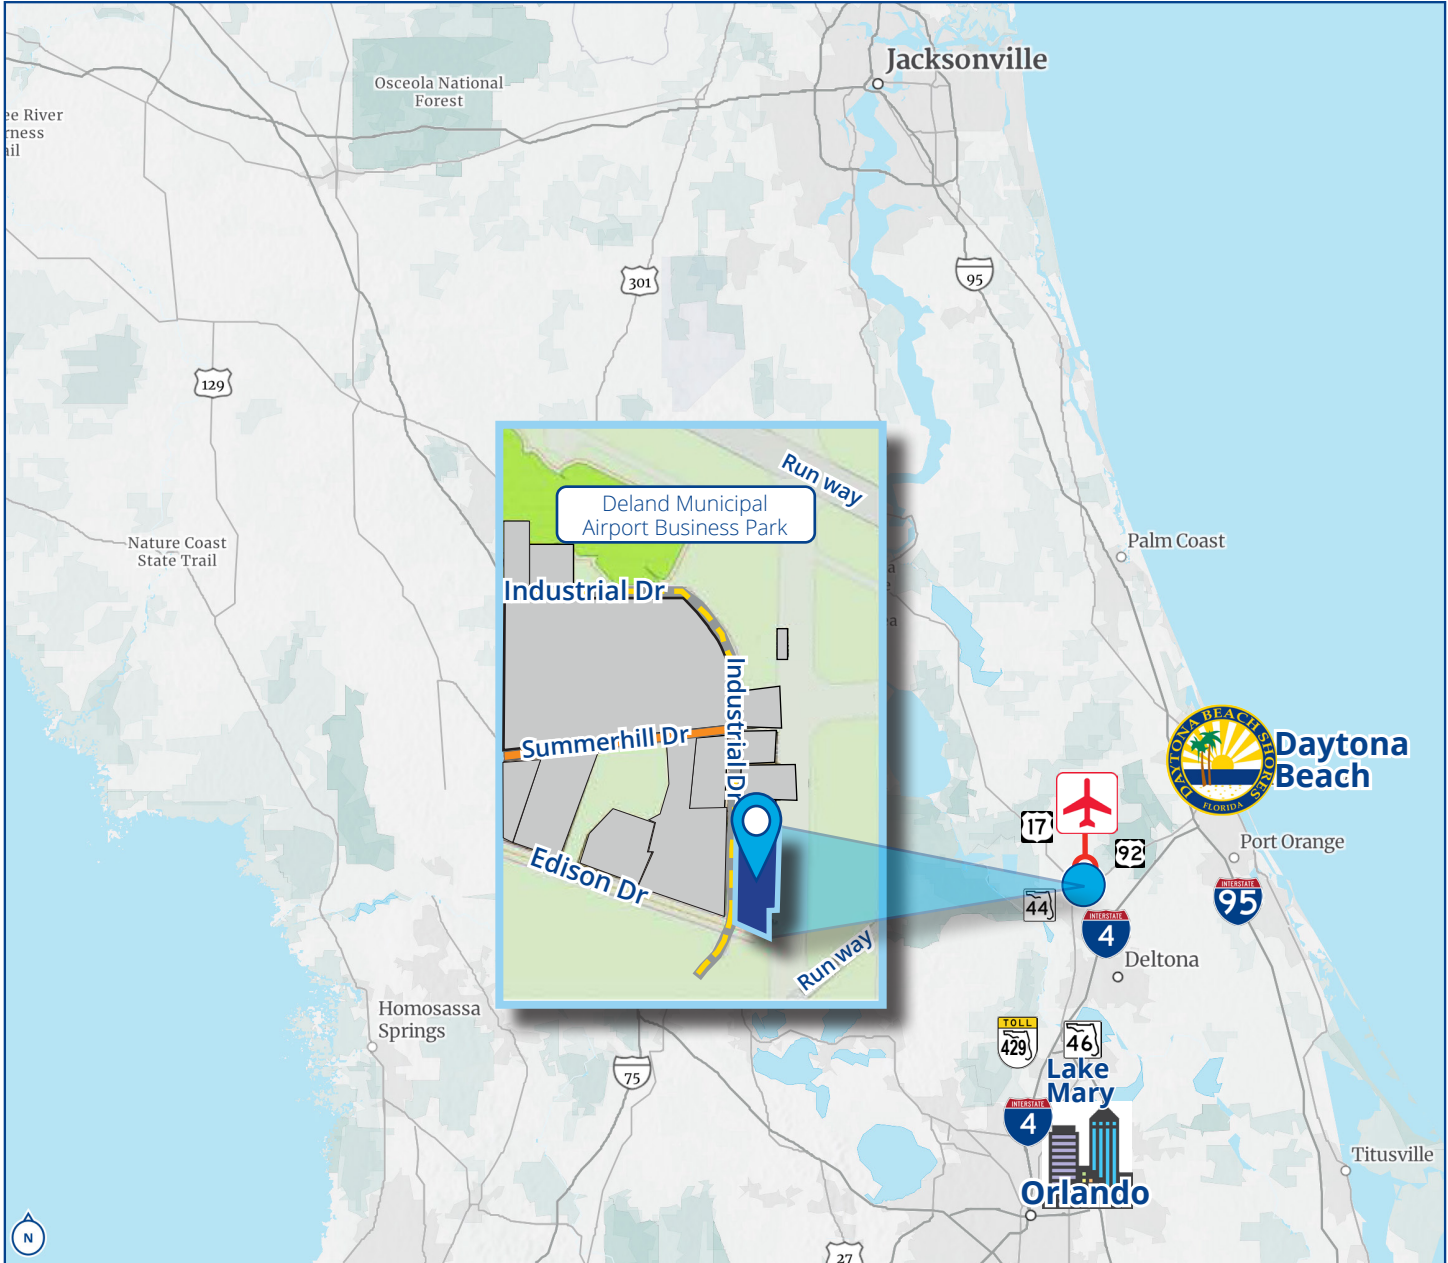 Jacksonville
Osceola National
Forest
ee River
rness
ail
301
95
129
Run way
Deland Municipal
Airport Business Park
Nature Coast
State Trail
Palm Coast
Industrial Dr
a
e
ea
Industrial Dr
Summerhill Dr
DAYTONA BEACH SHORES
FLORIDA
Daytona
Beach
17
92
Port Orange
Edison Dr
44
INTERSTATE
95
INTERSTATE
4
Run way
Deltona
Homosassa
Springs
TOLL
429
46
75
Lake
Mary
INTERSTATE
4
Titusville
Orlando
N
27